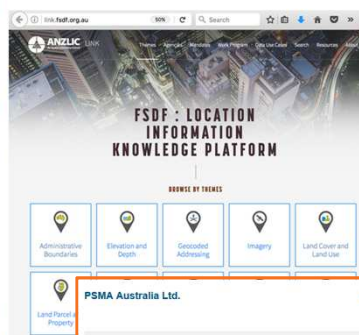 link.fsdf.org.au
50%
Search
ANZLIC LINK
Themes Agencies Mandates Work Program Data Use Cases Search Resources About
FSDF : LOCATION
INFORMATION
KNOWLEDGE PLATFORM
BROWSE BY THEMES
Administrative
Boundaries
Elevation and
Depth
Geocoded
Addressing
Imagery
Land Cover and
Land Use
Land Parcel
Property
PSMA Australia Ltd.